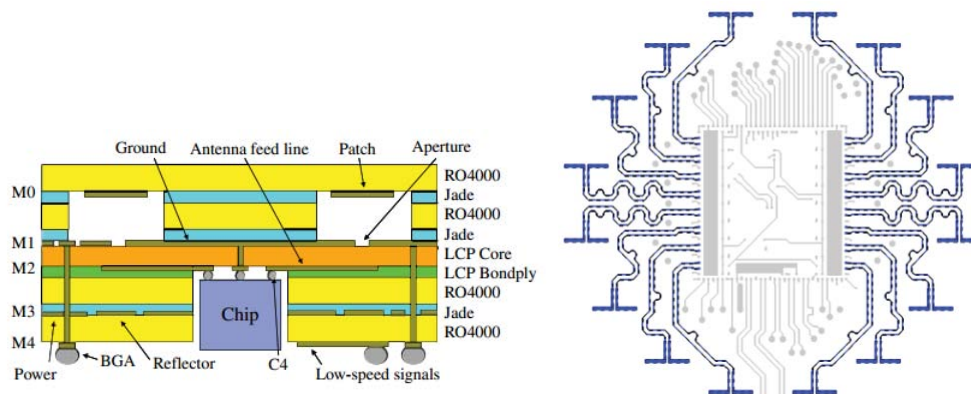 Ground
Antenna feed line
Patch
Aperture
M0
RO4000
Jade
RO4000
Jade
M1
LCP Core
M2
LCP Bondply
RO4000
Chip
M3
Jade
RO4000
M4
Power
BGA
Reflector
C4
Low-speed signals